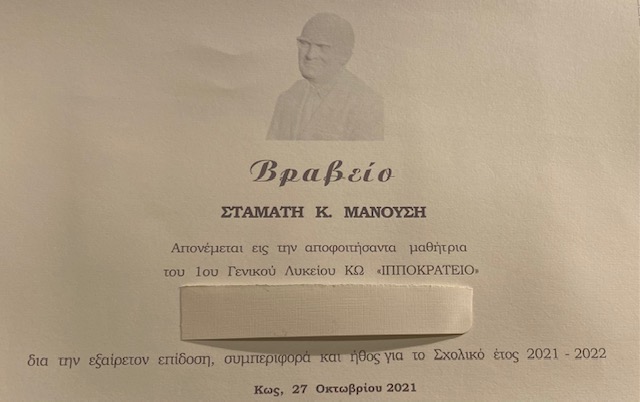 Βραβείο
ΣΤΑΜΑΤΗ Κ. ΜΑΝΟΥΣΗ
Απονέμεται εις την αποφοιτήσαντα μαθήτρια
του 1ου Γενικού Λυκείου ΚΩ «ΙΠΠΟΚΡΑΤΕΙΟ»
δια την εξαίρετον επίδοση, συμπεριφορά και ήθος για το Σχολικό έτος 2021 - 2022
Κως, 27 Οκτωβρίου 2021